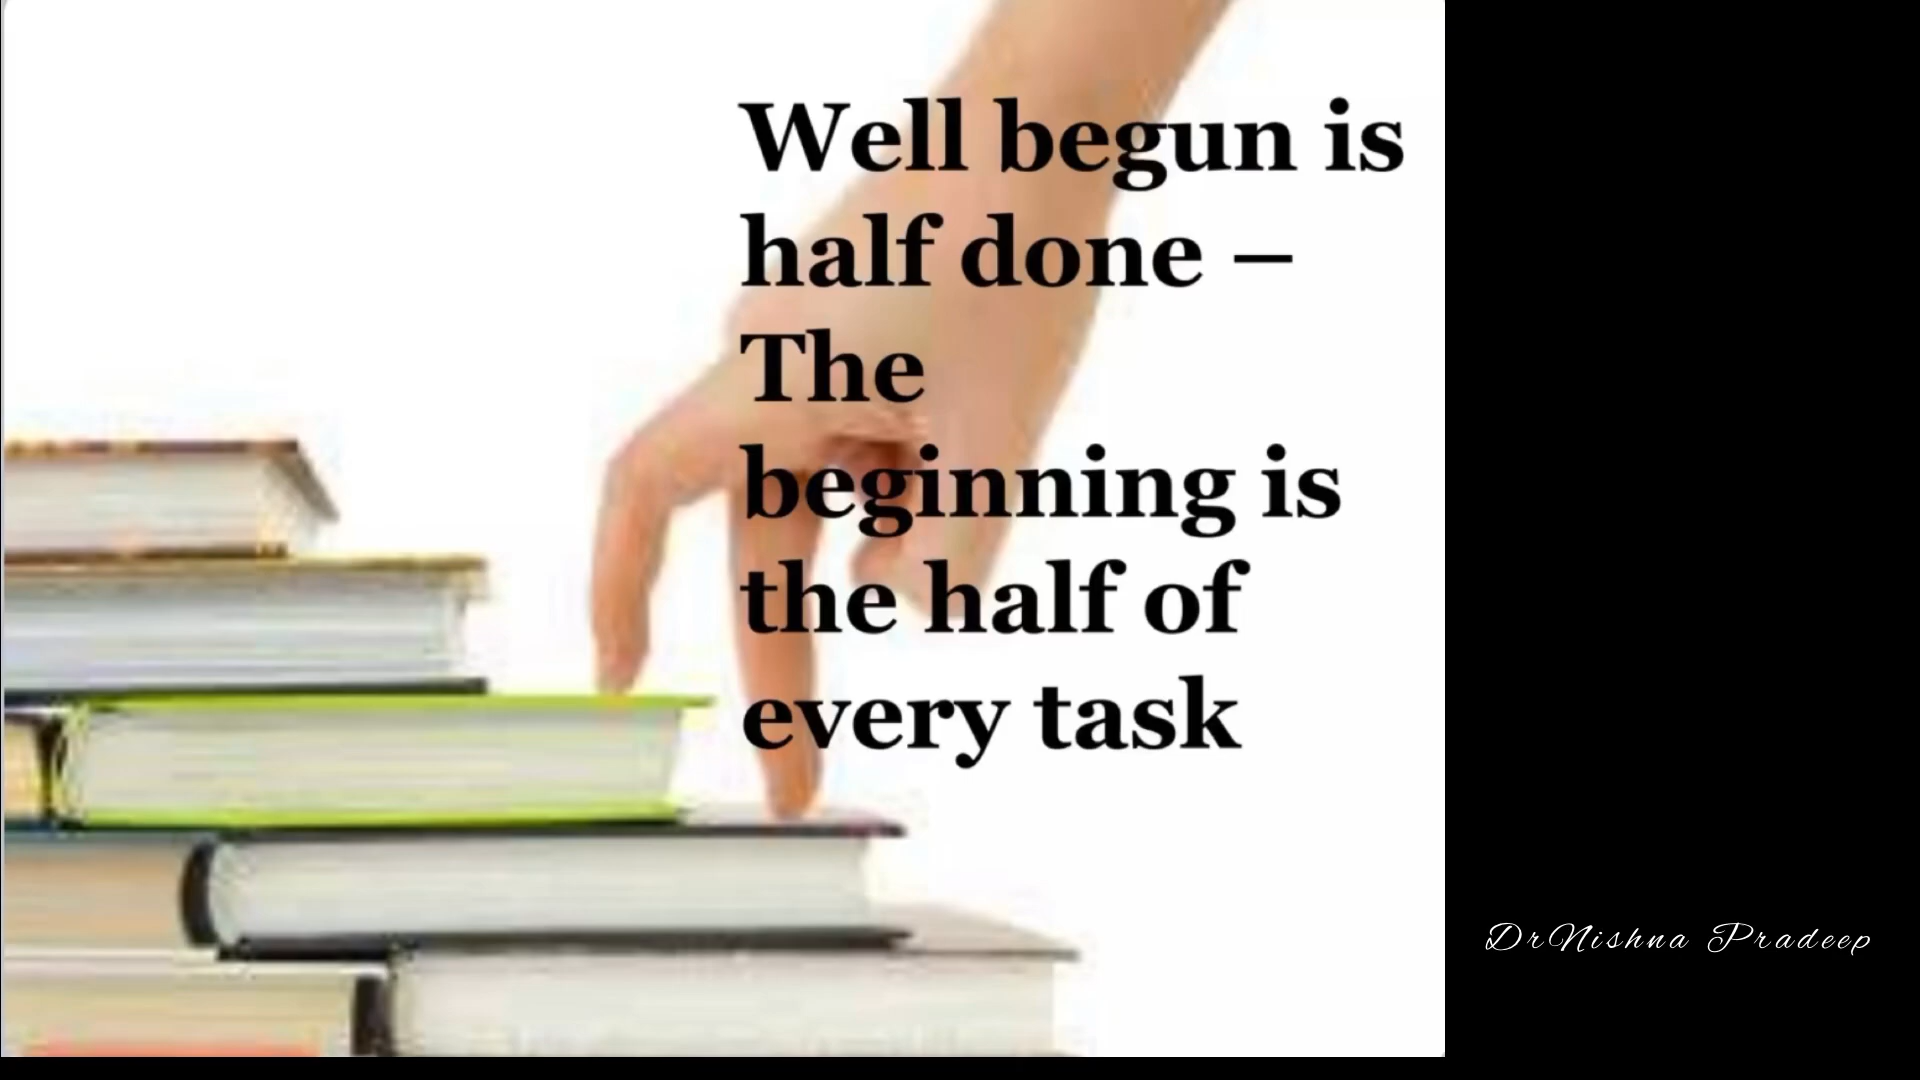 Well begun is
half done –
The
beginning is
the half of
every task
DrNishna Pradeep